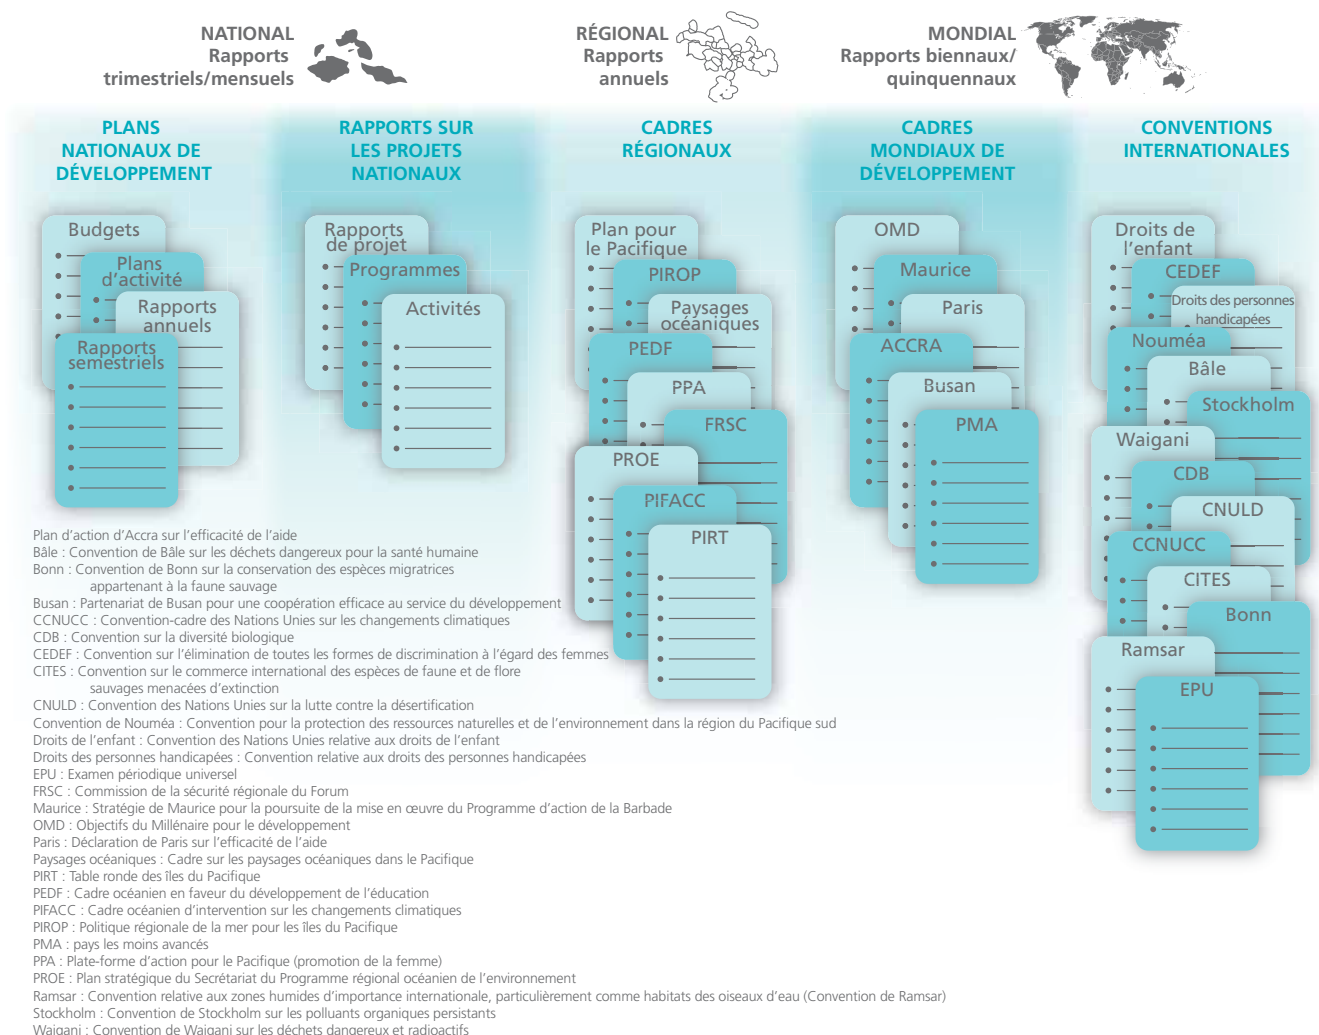 NATIONAL
Rapports
trimestriels/mensuels
RÉGIONAL
Rapports
annuels
MONDIAL
Rapports biennaux/
quinquennaux
PLANS
NATIONAUX DE
DÉVELOPPEMENT
RAPPORTS SUR
LES PROJETS
NATIONAUX
CADRES
RÉGIONAUX
CADRES
MONDIAUX DE
DÉVELOPPEMENT
CONVENTIONS
INTERNATIONALES
Budgets
Plans
d'activité
Rapports
annuels
Rapports
semestriels
Rapports
de projet
Programmes
Activités
Plan pour
le Pacifique
PIROP
Paysages
océaniques
PEDF
PPA
FRSC
PROE
PIFACC
PIRT
OMD
Maurice
Paris
ACCRA
Busan
PMA
Droits de
l'enfant
CEDEF
Droits des personnes
handicapées
Nouméa
Bâle
Stockholm
Waigani
CDB
CNULD
CCNUCC
CITES
Bonn
Ramsar
EPU
Plan d'action d'Accra sur l'efficacité de l'aide
Bâle : Convention de Bâle sur les déchets dangereux pour la santé humaine
Bonn : Convention de Bonn sur la conservation des espèces migratrices
appartenant à la faune sauvage
Busan : Partenariat de Busan pour une coopération efficace au service du développement
CCNUCC : Convention-cadre des Nations Unies sur les changements climatiques
CDB : Convention sur la diversité biologique
CEDEF : Convention sur l'élimination de toutes les formes de discrimination à l'égard des femmes
CITES : Convention sur le commerce international des espèces de faune et de flore
sauvages menacées d'extinction
CNULD : Convention des Nations Unies sur la lutte contre la désertification
Convention de Nouméa : Convention pour la protection des ressources naturelles et de l'environnement dans la région du Pacifique sud
Droits de l'enfant : Convention des Nations Unies relative aux droits de l'enfant
Droits des personnes handicapées : Convention relative aux droits des personnes handicapées
EPU : Examen périodique universel
FRSC : Commission de la sécurité régionale du Forum
Maurice : Stratégie de Maurice pour la poursuite de la mise en œuvre du Programme d'action de la Barbade
OMD : Objectifs du Millénaire pour le développement
Paris : Déclaration de Paris sur l'efficacité de l'aide
Paysages océaniques : Cadre sur les paysages océaniques dans le Pacifique
PIRT : Table ronde des îles du Pacifique
PEDF : Cadre océanien en faveur du développement de l'éducation
PIFACC : Cadre océanien d'intervention sur les changements climatiques
PIROP : Politique régionale de la mer pour les îles du Pacifique
PMA : pays les moins avancés
PPA : Plate-forme d'action pour le Pacifique (promotion de la femme)
PROE : Plan stratégique du Secrétariat du Programme régional océanien de l'environnement
Ramsar : Convention relative aux zones humides d'importance internationale, particulièrement comme habitats des oiseaux d'eau (Convention de Ramsar)
Stockholm : Convention de Stockholm sur les polluants organiques persistants
Waigani : Convention de Waigani sur les déchets dangereux et radioactifs